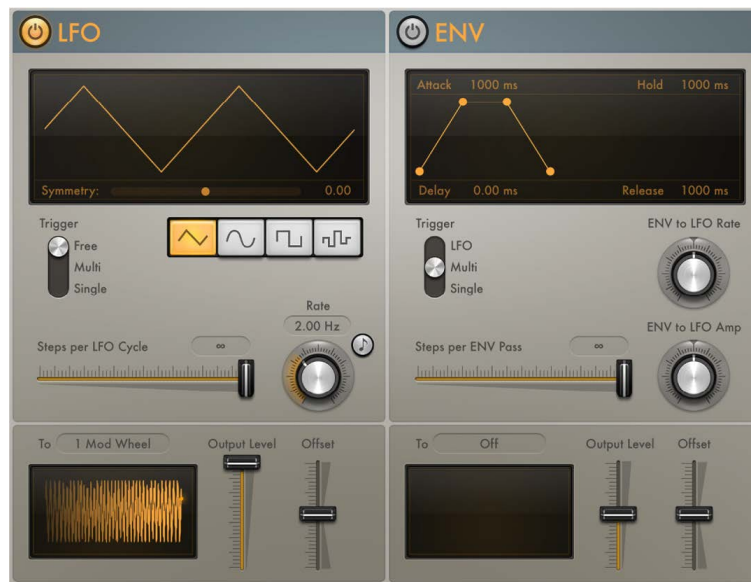 LFO
Symmetry: 0.00
Trigger
Free
Multi
Single
Rate
2.00 Hz
Steps per LFO Cycle ∞
To 1 Mod Wheel
Output Level
Offset
ENV
Attack 1000 ms
Hold 1000 ms
Delay 0.00 ms
Release 1000 ms
Trigger
LFO
Multi
Single
ENV to LFO Rate
ENV to LFO Amp
Steps per ENV Pass ∞
To Off
Output Level
Offset